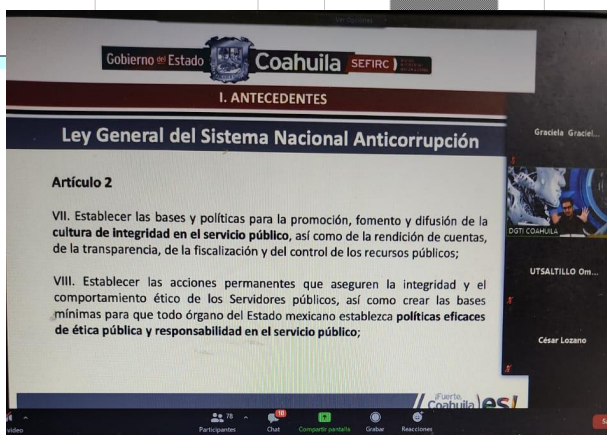 Gobierno del Estado
Coahuila
SEFIRC
I. ANTECEDENTES
Ley General del Sistema Nacional Anticorrupción
Artículo 2
VII. Establecer las bases y políticas para la promoción, fomento y difusión de la
cultura de integridad en el servicio público, así como de la rendición de cuentas,
de la transparencia, de la fiscalización y del control de los recursos públicos;
VIII. Establecer las acciones permanentes que aseguren la integridad y el
comportamiento ético de los Servidores públicos, así como crear las bases
mínimas para que todo órgano del Estado mexicano establezca políticas eficaces
de ética pública y responsabilidad en el servicio público;
¡Fuerte,
Coahuila es!
Graciela Graciel...
DGTI COAHUILA
UTSALTILLO Om...
César Lozano
video
78
Participantes
18
Chat
Compartir pantalla
Grabar
Reacciones